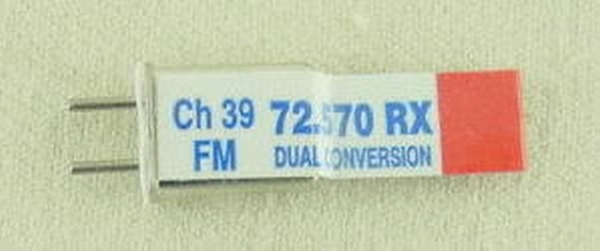 Ch 39 72.570 RX
FM DUAL CONVERSION